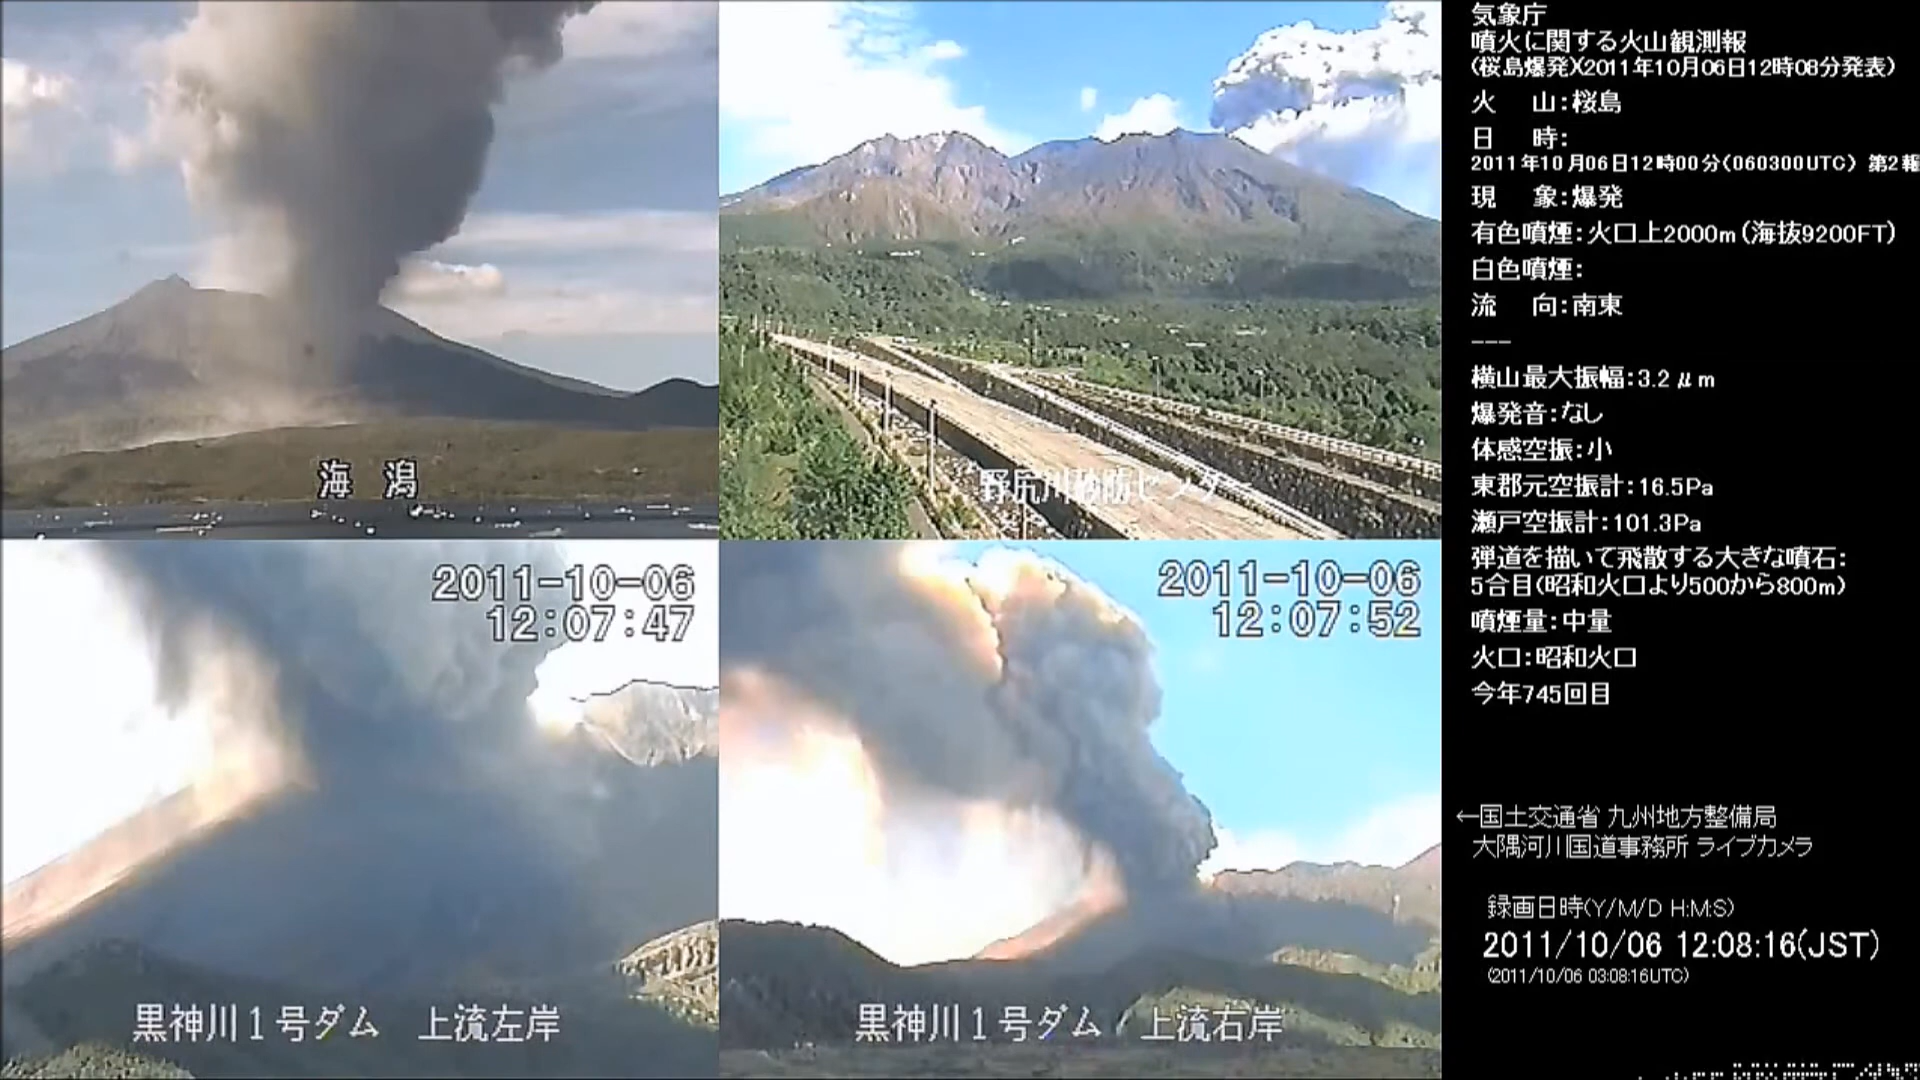 海 潟
野尻川砂防センター
2011-10-06
12:07:47
黒神川1号ダム 上流左岸
2011-10-06
12:07:52
黒神川1号ダム 上流右岸
気象庁
噴火に関する火山観測報
(桜島爆発)(2011年10月06日12時08分発表)
火 山:桜島
日 時:
2011年10月06日12時00分(060300UTC) 第2報
現 象:爆発
有色噴煙:火口上2000m(海抜9200FT)
白色噴煙:
流 向:南東
---
横山最大振幅:3.2μm
爆発音:なし
体感空振:小
東郡元空振計:16.5Pa
瀬戸空振計:101.3Pa
弾道を描いて飛散する大きな噴石:
5合目(昭和火口より500から800m)
噴煙量:中量
火口:昭和火口
今年745回目
←国土交通省 九州地方整備局
大隅河川国道事務所 ライブカメラ
録画日時(Y/M/D H:M:S)
2011/10/06 12:08:16(JST)
(2011/10/06 03:08:16UTC)